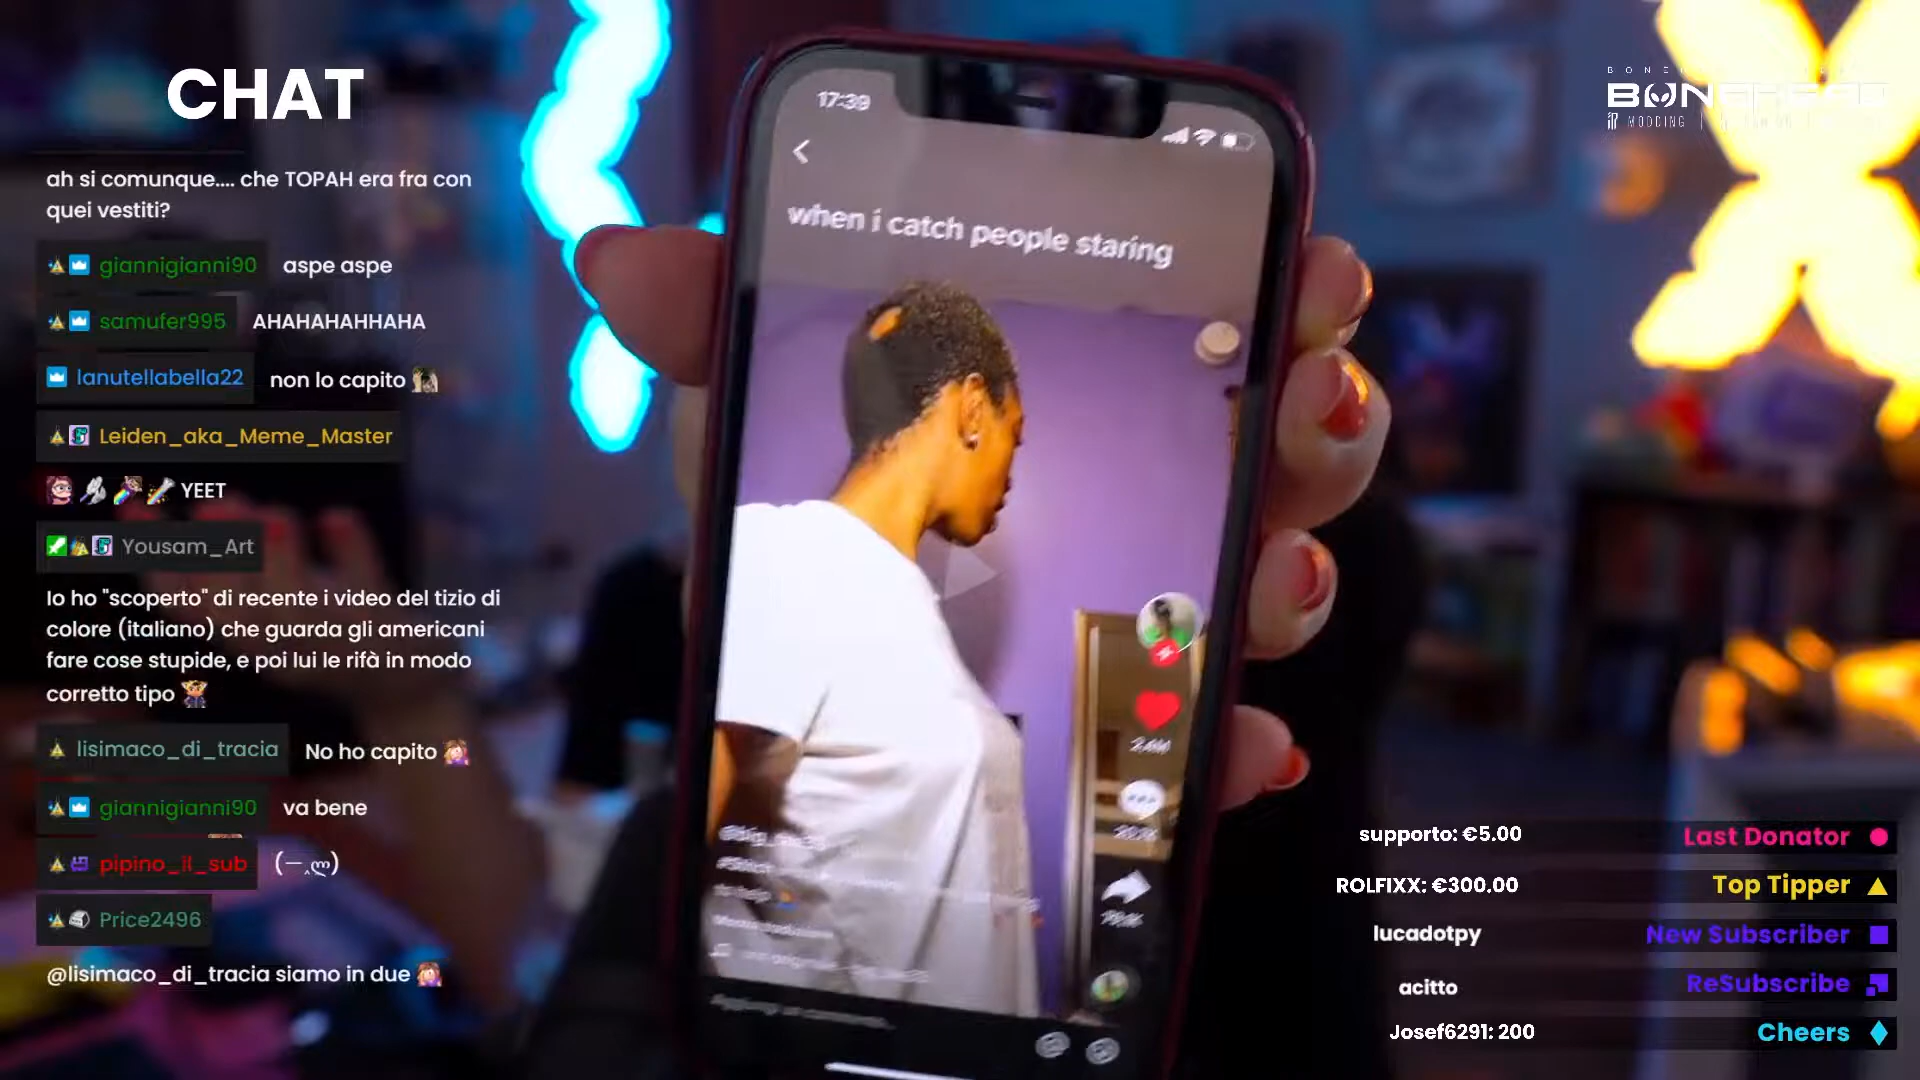 CHAT
ah si comunque.... che TOPAH era fra con
quei vestiti?
giannigianni90 aspe aspe
samufer995 AHAHAHAHHAHA
lanutellabella22 non lo capito
Leiden_aka_Meme_Master
YEET
Yousam_Art
Io ho "scoperto" di recente i video del tizio di
colore (italiano) che guarda gli americani
fare cose stupide, e poi lui le rifà in modo
corretto tipo
lisimaco_di_tracia No ho capito
giannigianni90 va bene
pipino_il_sub
Price2496
@lisimaco_di_tracia siamo in due
17:39
when i catch people staring
MODDING
supporto: €5.00 Last Donator
ROLFIXX: €300.00 Top Tipper
lucadotpy New Subscriber
acitto ReSubscribe
Josef6291: 200 Cheers